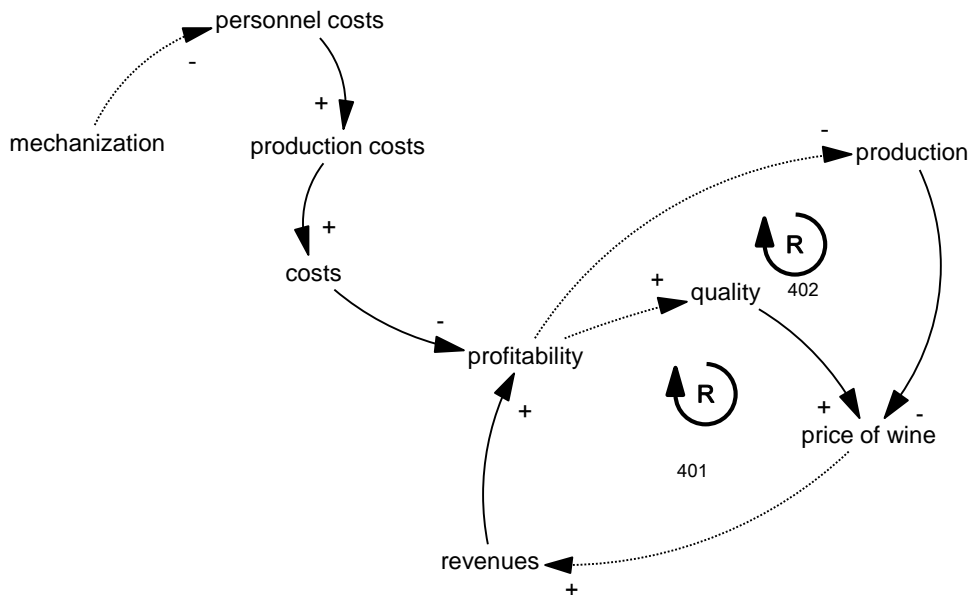 personnel costs
-
mechanization
+
production costs
-
production
+
costs
R
402
+
quality
-
profitability
R
+
+
-
price of wine
401
revenues
+